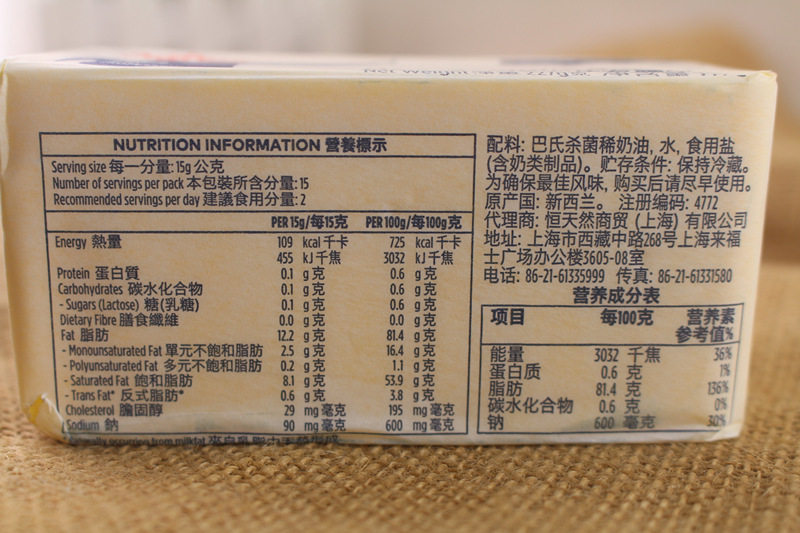 Net Weight 淨重 227g克
NUTRITION INFORMATION 營養標示
Serving size 每一分量: 15g 公克
Number of servings per pack 本包裝所含分量: 15
Recommended servings per day 建議食用分量: 2
PER 15g/每15克 PER 100g/每100g克
Energy 熱量 109 kcal 千卡 725 kcal 千卡
455 kJ 千焦 3032 kJ 千焦
Protein 蛋白質 0.1 g 克 0.6 g 克
Carbohydrates 碳水化合物 0.1 g 克 0.6 g 克
- Sugars (Lactose) 糖(乳糖) 0.1 g 克 0.6 g 克
Dietary Fibre 膳食纖維 0.0 g 克 0.0 g 克
Fat 脂肪 12.2 g 克 81.4 g 克
- Monounsaturated Fat 單元不飽和脂肪 2.5 g 克 16.4 g 克
- Polyunsaturated Fat 多元不飽和脂肪 0.2 g 克 1.1 g 克
- Saturated Fat 飽和脂肪 8.1 g 克 53.9 g 克
- Trans Fat* 反式脂肪* 0.6 g 克 3.8 g 克
Cholesterol 膽固醇 29 mg 毫克 195 mg 毫克
Sodium 鈉 90 mg 毫克 600 mg 毫克
naturally occurring from milkfat
配料: 巴氏杀菌稀奶油, 水, 食用盐
(含奶类制品)。贮存条件: 保持冷藏。
为确保最佳风味, 购买后请尽早使用。
原产国: 新西兰。 注册编码: 4772
代理商: 恒天然商贸 (上海) 有限公司
地址: 上海市西藏中路268号上海来福
士广场办公楼3605-08室
电话: 86-21-61335999 传真: 86-21-61331580
营养成分表
项目 每100克 营养素
参考值%
能量 3032 千焦 36%
蛋白质 0.6 克 1%
脂肪 81.4 克 136%
碳水化合物 0.6 克 0%
钠 600 毫克 30%